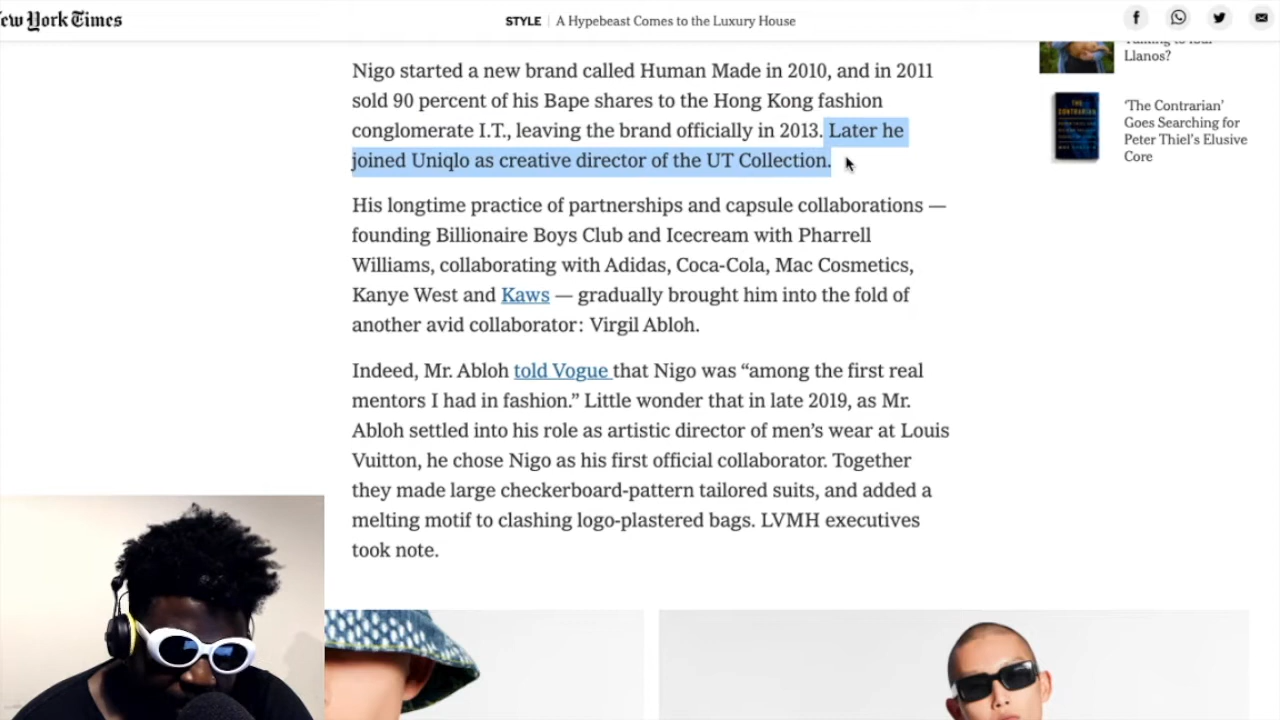 ew York Times
STYLE | A Hypebeast Comes to the Luxury House
Nigo started a new brand called Human Made in 2010, and in 2011
sold 90 percent of his Bape shares to the Hong Kong fashion
conglomerate I.T., leaving the brand officially in 2013. Later he
joined Uniqlo as creative director of the UT Collection.
His longtime practice of partnerships and capsule collaborations —
founding Billionaire Boys Club and Icecream with Pharrell
Williams, collaborating with Adidas, Coca-Cola, Mac Cosmetics,
Kanye West and Kaws — gradually brought him into the fold of
another avid collaborator: Virgil Abloh.
Indeed, Mr. Abloh told Vogue that Nigo was “among the first real
mentors I had in fashion.” Little wonder that in late 2019, as Mr.
Abloh settled into his role as artistic director of men’s wear at Louis
Vuitton, he chose Nigo as his first official collaborator. Together
they made large checkerboard-pattern tailored suits, and added a
melting motif to clashing logo-plastered bags. LVMH executives
took note.
Llanos?
THE
CONTRARIAN
‘The Contrarian’
Goes Searching for
Peter Thiel’s Elusive
Core